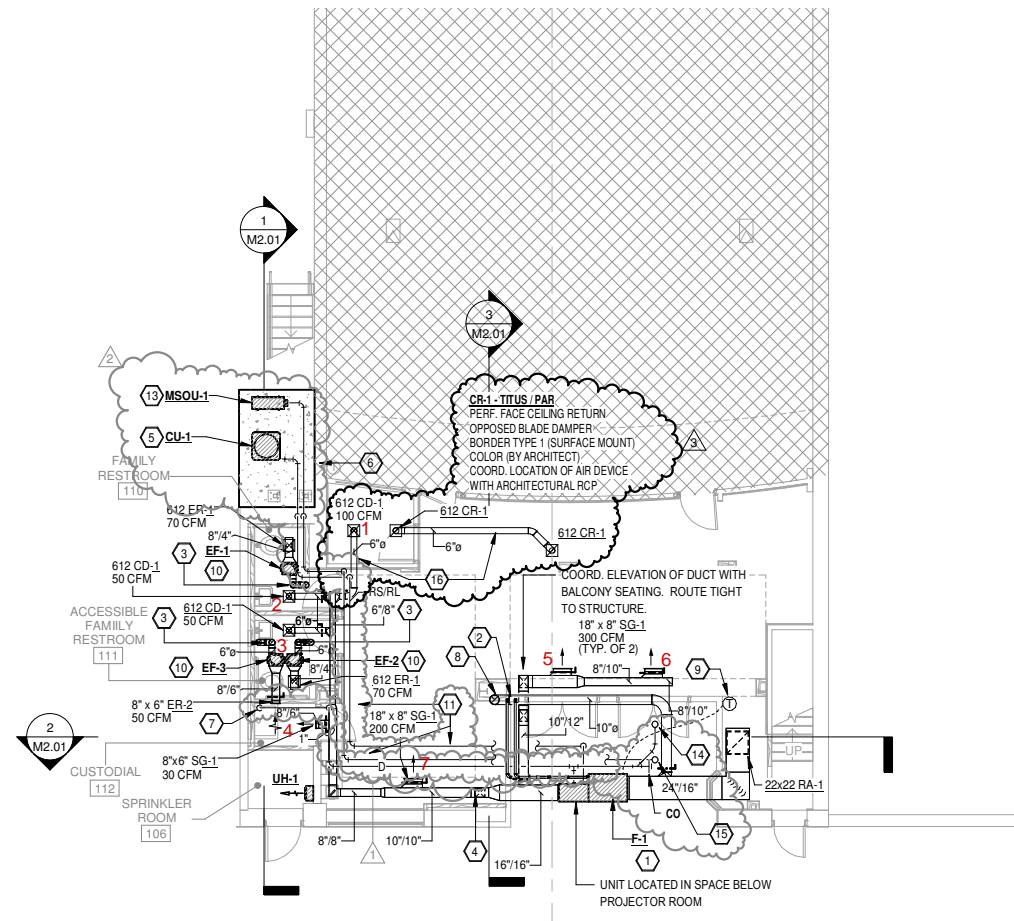 1
M2.01
3
M2.01
2
13
MSOU-1
5
CU-1
6
FAMILY
RESTROOM
110
CR-1 - TITUS / PAR
PERF. FACE CEILING RETURN
OPPOSED BLADE DAMPER
BORDER TYPE 1 (SURFACE MOUNT)
COLOR (BY ARCHITECT)
COORD. LOCATION OF AIR DEVICE
WITH ARCHITECTURAL RCP
3
612 ER-1
70 CFM
8"/4"
612 CD-1
100 CFM
1
6"ø
612 CR-1
6"ø
612 CR-1
16
3
EF-1
10
612 CD-1
50 CFM
2
RS/RL
6"/8"
3
612 CD-1
50 CFM
6"ø
3
ACCESSIBLE
FAMILY
RESTROOM
111
6"ø
3
6"ø
10
EF-3
EF-2
10
8"/4"
612 ER-1
70 CFM
8"/6"
8" x 6" ER-2
50 CFM
7
8"/6"
4
1"
8"x6" SG-1
30 CFM
COORD. ELEVATION OF DUCT WITH
BALCONY SEATING. ROUTE TIGHT
TO STRUCTURE.
18" x 8" SG-1
300 CFM
(TYP. OF 2)
5
6
8"/10"
8
12
9
T
8"/10"
10"/12"
10"ø
18" x 8" SG-1
200 CFM
11
7
D
14
UP
22x22 RA-1
24"/16"
CO
15
2
M2.01
CUSTODIAL
112
SPRINKLER
ROOM
106
UH-1
8"/8"
1
10"/10"
4
16"/16"
F-1
1
UNIT LOCATED IN SPACE BELOW
PROJECTOR ROOM